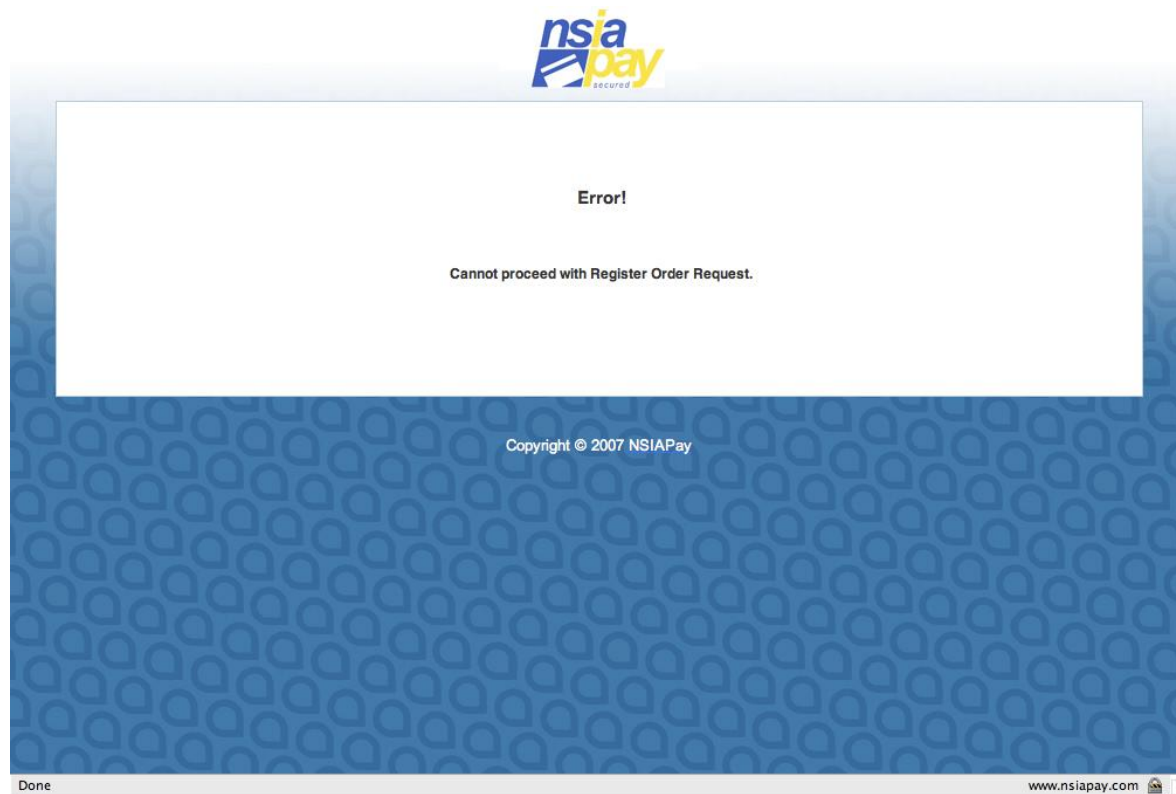 nsia
pay
secured
Error!
Cannot proceed with Register Order Request.
Copyright © 2007 NSIAPay
Done
www.nsiapay.com